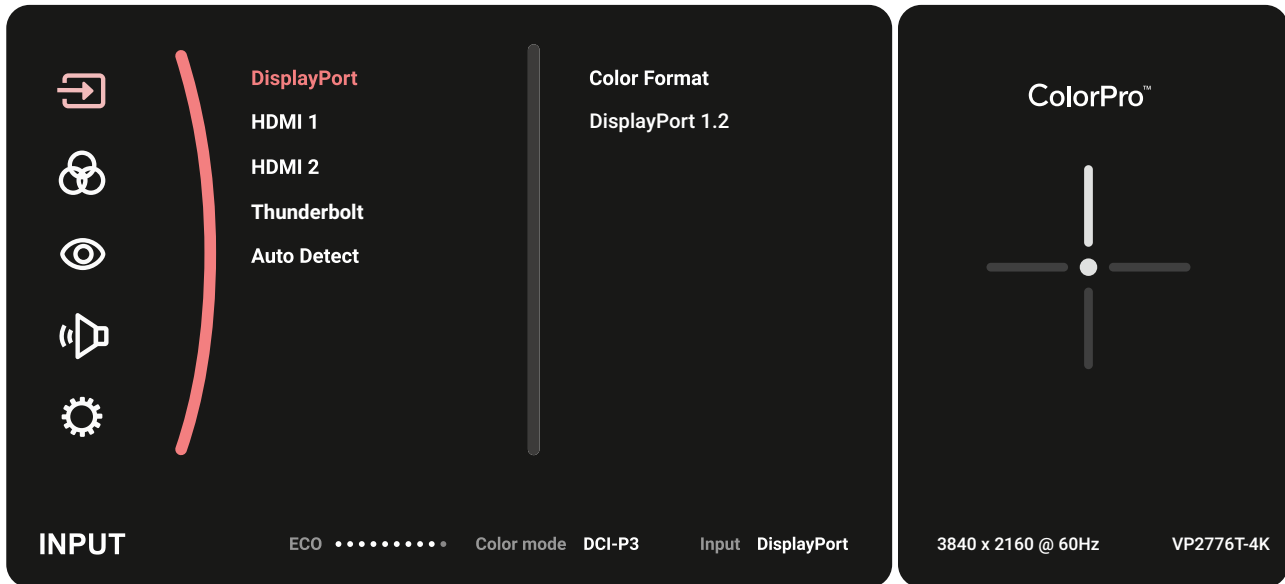 DisplayPort
HDMI 1
HDMI 2
Thunderbolt
Auto Detect
Color Format
DisplayPort 1.2
INPUT
ECO
Color mode DCI-P3
Input DisplayPort
ColorPro™
3840 x 2160 @ 60Hz
VP2776T-4K